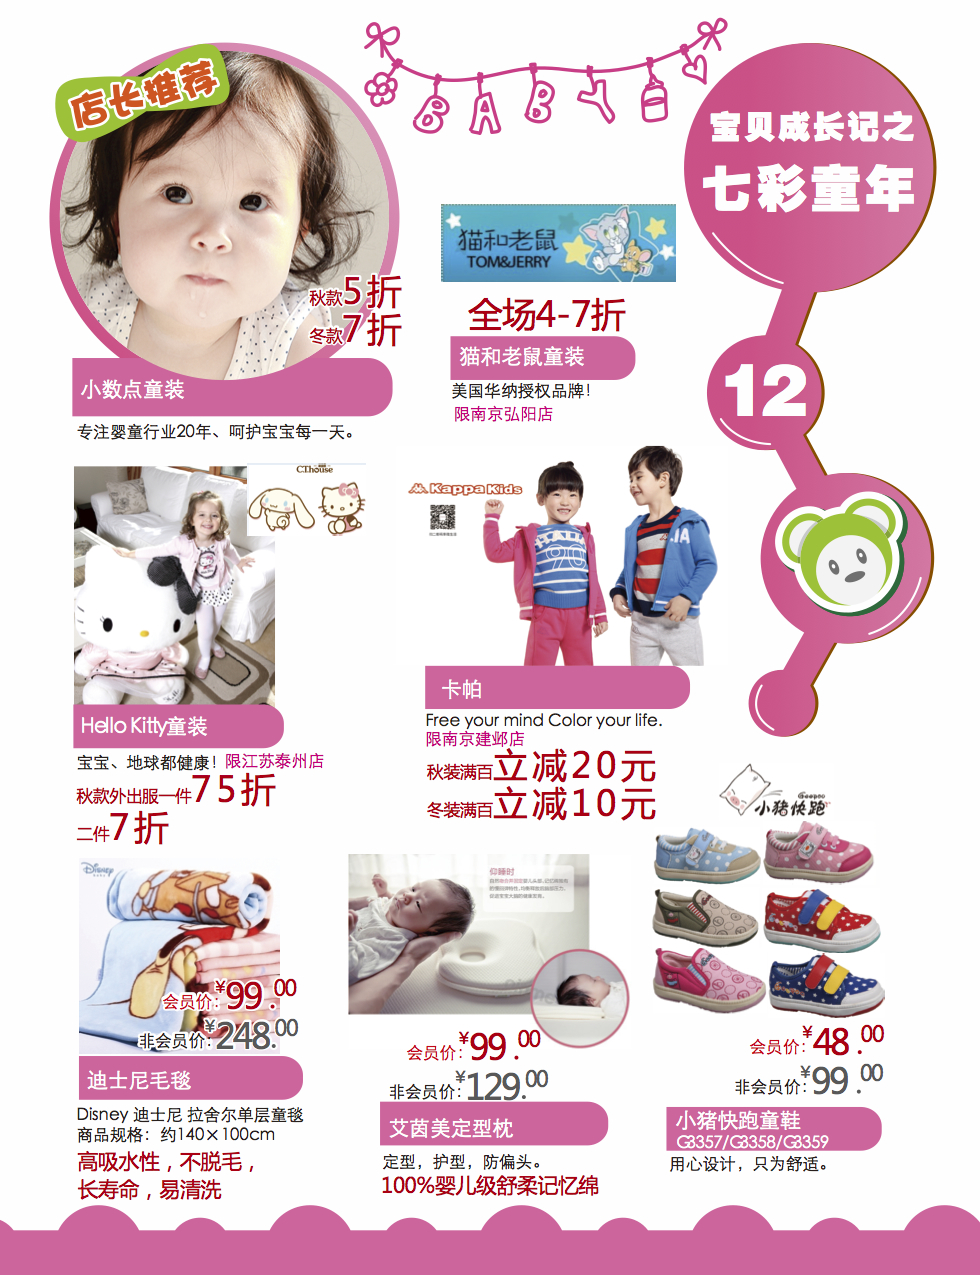 店长推荐
BABY
宝贝成长记之
七彩童年
12
猫和老鼠
TOM&JERRY
秋款5折
冬款7折
小数点童装
专注婴童行业20年、呵护宝宝每一天。
全场4-7折
猫和老鼠童装
美国华纳授权品牌!
限南京弘阳店
C.Thouse
Kappa Kids
Hello Kitty童装
宝宝、地球都健康! 限江苏泰州店
秋款外出服一件75折
二件7折
卡帕
Free your mind Color your life.
限南京建邺店
秋装满百立减20元
冬装满百立减10元
Geepoo
小猪快跑
Disney
会员价:¥99.00
非会员价:¥248.00
迪士尼毛毯
Disney 迪士尼 拉舍尔单层童毯
商品规格：约140×100cm
高吸水性，不脱毛，
长寿命，易清洗
仰睡时
会员价:¥99.00
非会员价:¥129.00
艾茵美定型枕
定型，护型，防偏头。
100%婴儿级舒柔记忆绵
会员价:¥48.00
非会员价:¥99.00
小猪快跑童鞋
G3357/G3358/G3359
用心设计，只为舒适。